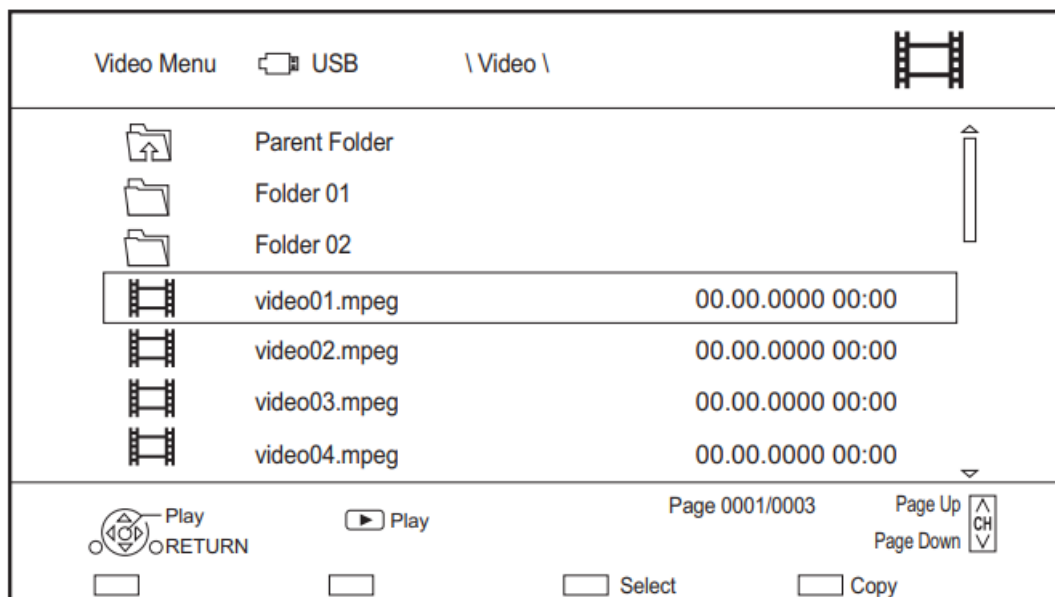 Video Menu USB \ Video \
Parent Folder
Folder 01
Folder 02
video01.mpeg 00.00.0000 00:00
video02.mpeg 00.00.0000 00:00
video03.mpeg 00.00.0000 00:00
video04.mpeg 00.00.0000 00:00
Play Play Page 0001/0003 Page Up
CH
RETURN Page Down
Select Copy